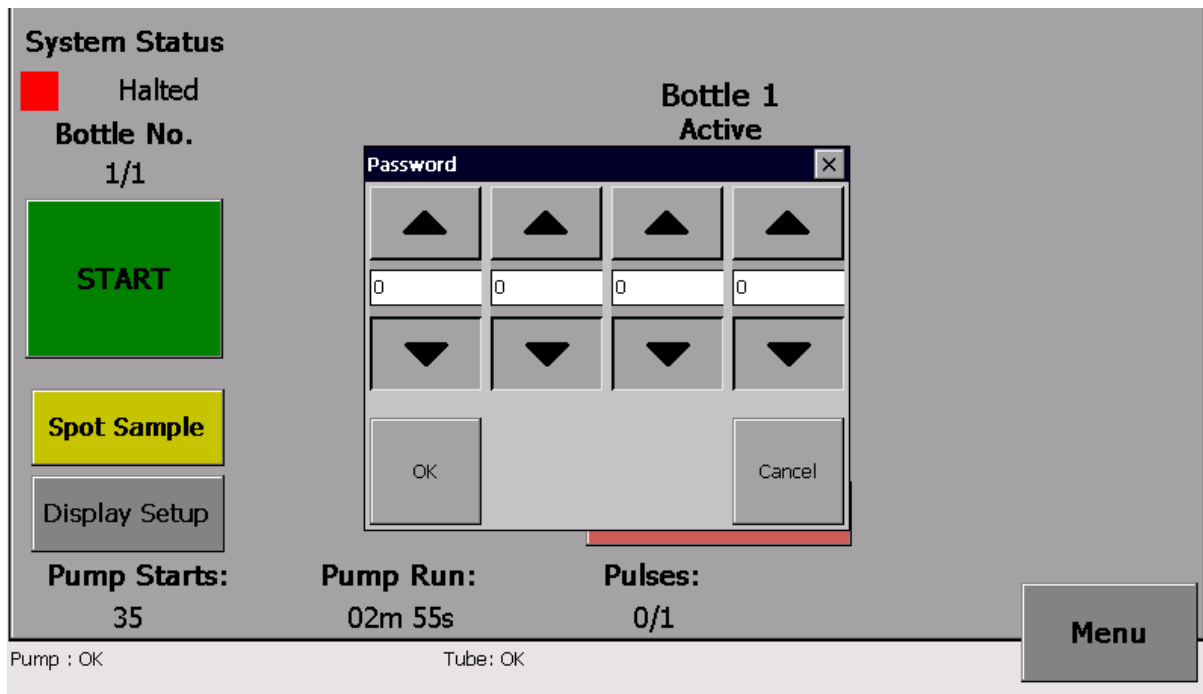 System Status
Halted
Bottle No.
1/1
START
Spot Sample
Display Setup
Bottle 1
Active
Password
0 0 0 0
OK Cancel
Pump Starts: Pump Run: Pulses:
35 02m 55s 0/1
Menu
Pump : OK Tube: OK